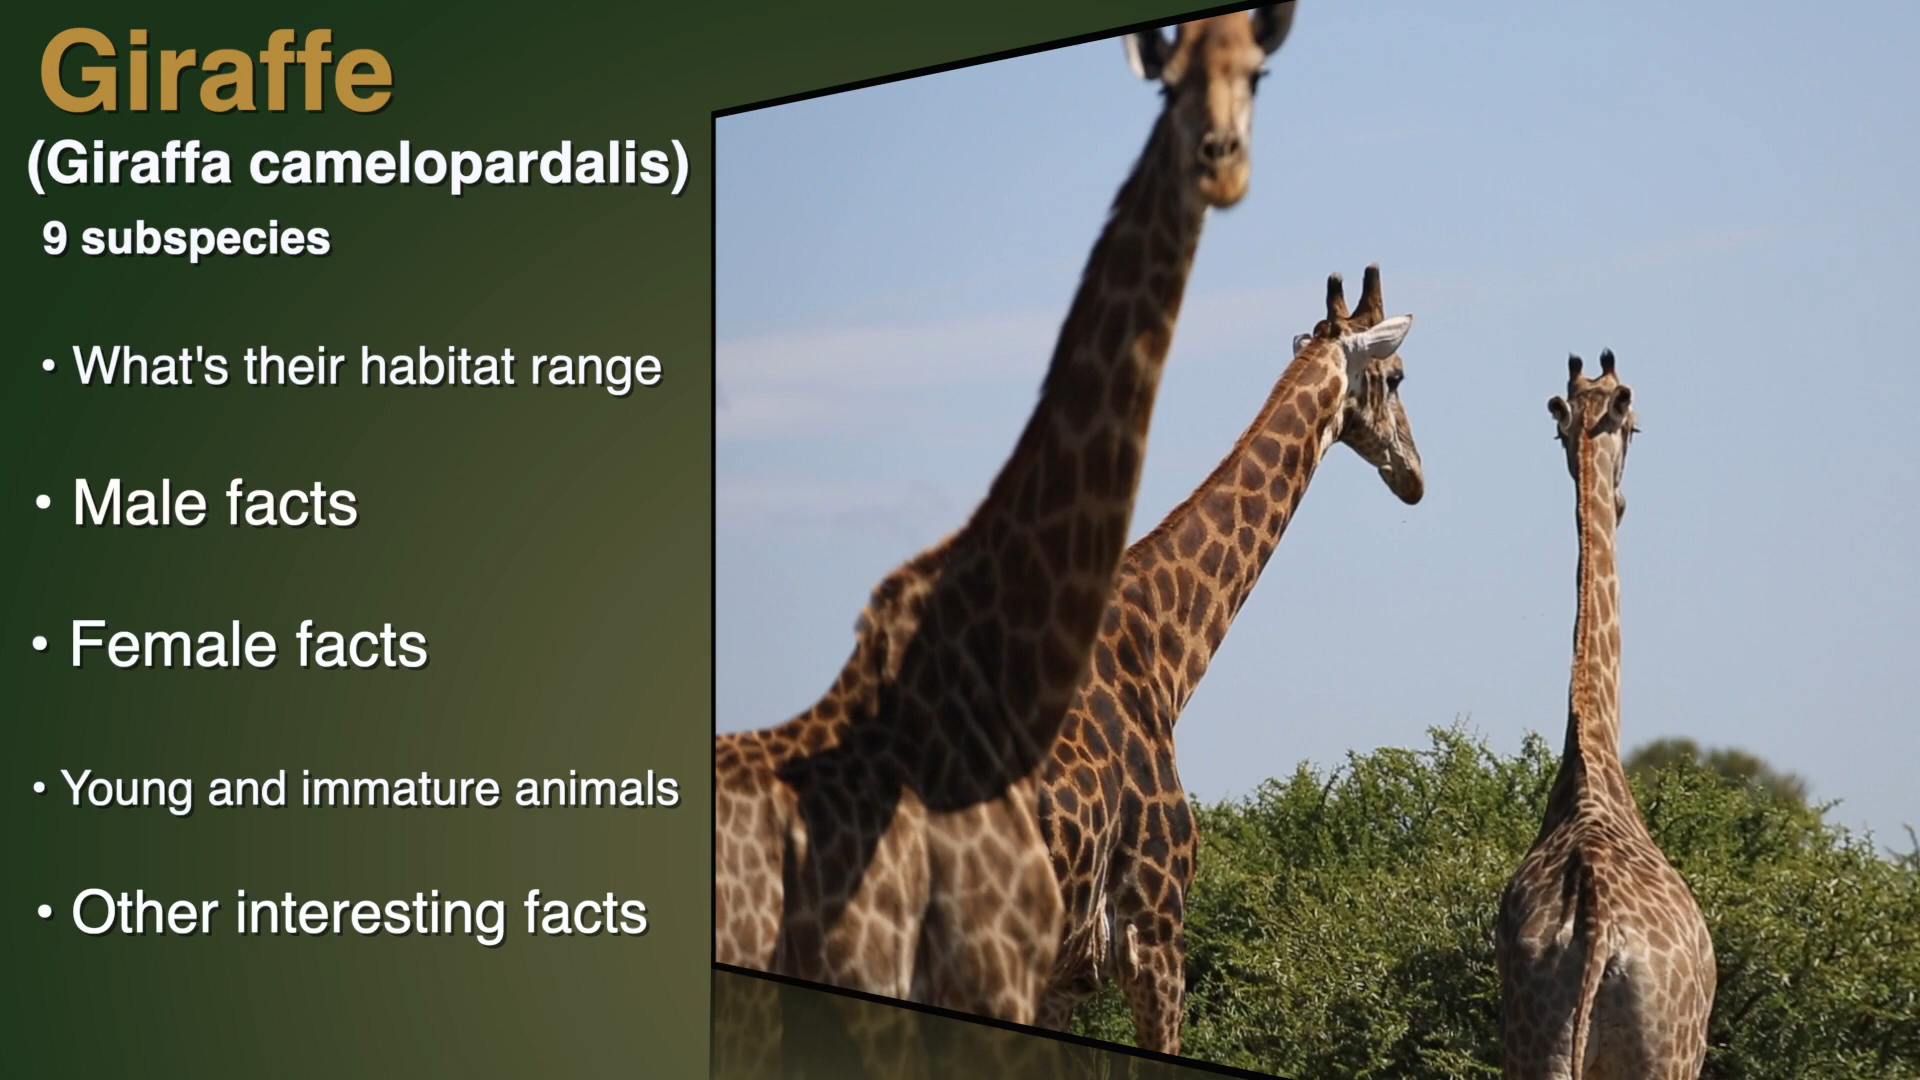 Giraffe
(Giraffa camelopardalis)
9 subspecies
• What's their habitat range
• Male facts
• Female facts
• Young and immature animals
• Other interesting facts